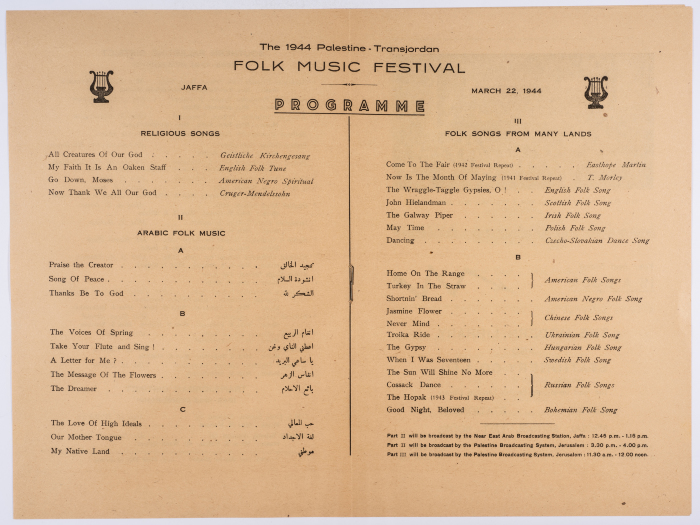 The 1944 Palestine - Transjordan
FOLK MUSIC FESTIVAL
JAFFA
MARCH 22, 1944
PROGRAMME
I
RELIGIOUS SONGS
All Creatures Of Our God . . . . . Geistliche Kirchengesang
My Faith It Is An Oaken Staff . . . English Folk Tune
Go Down, Moses . . . . . . American Negro Spiritual
Now Thank We All Our God . . . . Cruger-Mendelssohn
II
ARABIC FOLK MUSIC
A
Praise the Creator . . . . . . . . . . . تمجيد الخالق
Song Of Peace . . . . . . . . . . . . انشودة السلام
Thanks Be To God . . . . . . . . . . . الشكر لله
B
The Voices Of Spring . . . . . . . . . . انغام الربيع
Take Your Flute and Sing ! . . . . . . . . اعطني الناي وغن
A Letter for Me ? . . . . . . . . . . . يا ساعي البريد
The Message Of The Flowers . . . . . . . . انفاس الزهر
The Dreamer . . . . . . . . . . . . يائع الاحلام
C
The Love Of High Ideals . . . . . . . . . حب المعالي
Our Mother Tongue . . . . . . . . . . لغة الاجداد
My Native Land . . . . . . . . . . . موطني
III
FOLK SONGS FROM MANY LANDS
A
Come To The Fair (1942 Festival Repeat) . . . . . Easthope Martin
Now Is The Month Of Maying (1941 Festival Repeat) . T. Morley
The Wraggle-Taggle Gypsies, O ! . . . English Folk Song
John Hielandman . . . . . . . Scottish Folk Song
The Galway Piper . . . . . . . Irish Folk Song
May Time . . . . . . . . Polish Folk Song
Dancing . . . . . . . . Czecho-Slovakian Dance Song
B
Home On The Range . . . .
Turkey In The Straw . . . . American Folk Songs
Shortnin' Bread . . . . . American Negro Folk Song
Jasmine Flower . . . . .
Never Mind . . . . . Chinese Folk Songs
Troika Ride . . . . . Ukrainian Folk Song
The Gypsy . . . . . Hungarian Folk Song
When I Was Seventeen . . . . Swedish Folk Song
The Sun Will Shine No More
Cossack Dance . . . . . Russian Folk Songs
The Hopak (1943 Festival Repeat) . .
Good Night, Beloved . . . . . Bohemian Folk Song
Part II will be broadcast by the Near East Arab Broadcasting Station, Jaffa : 12.45 p.m. - 1.15 p.m.
Part II will be broadcast by the Palestine Broadcasting System, Jerusalem : 3.30 p.m. - 4.00 p.m.
Part III will be broadcast by the Palestine Broadcasting System, Jerusalem : 11.30 a.m. - 12.00 noon.